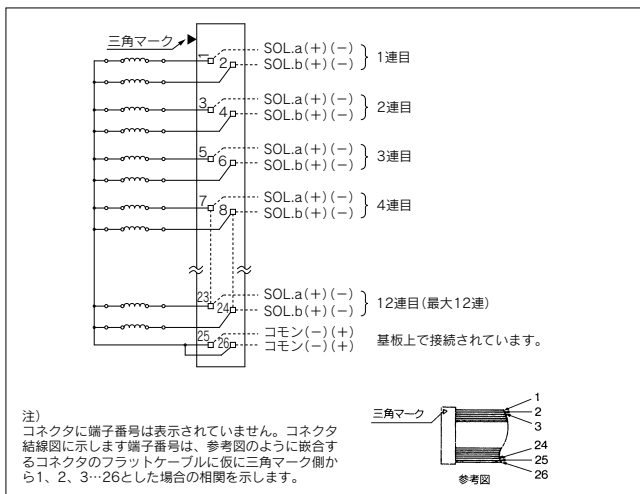 三角マーク
1
2
SOL.a(+)(−)
SOL.b(+)(−)
1連目
3
4
SOL.a(+)(−)
SOL.b(+)(−)
2連目
5
6
SOL.a(+)(−)
SOL.b(+)(−)
3連目
7
8
SOL.a(+)(−)
SOL.b(+)(−)
4連目
23
24
SOL.a(+)(−)
SOL.b(+)(−)
12連目(最大12連)
25
26
コモン(−)(+)
コモン(−)(+)
基板上で接続されています。
注)
コネクタに端子番号は表示されていません。コネクタ
結線図に示します端子番号は、参考図のように嵌合す
るコネクタのフラットケーブルに仮に三角マーク側か
ら1、2、3…26とした場合の相関を示します。
三角マーク
1
2
3
24
25
26
参考図